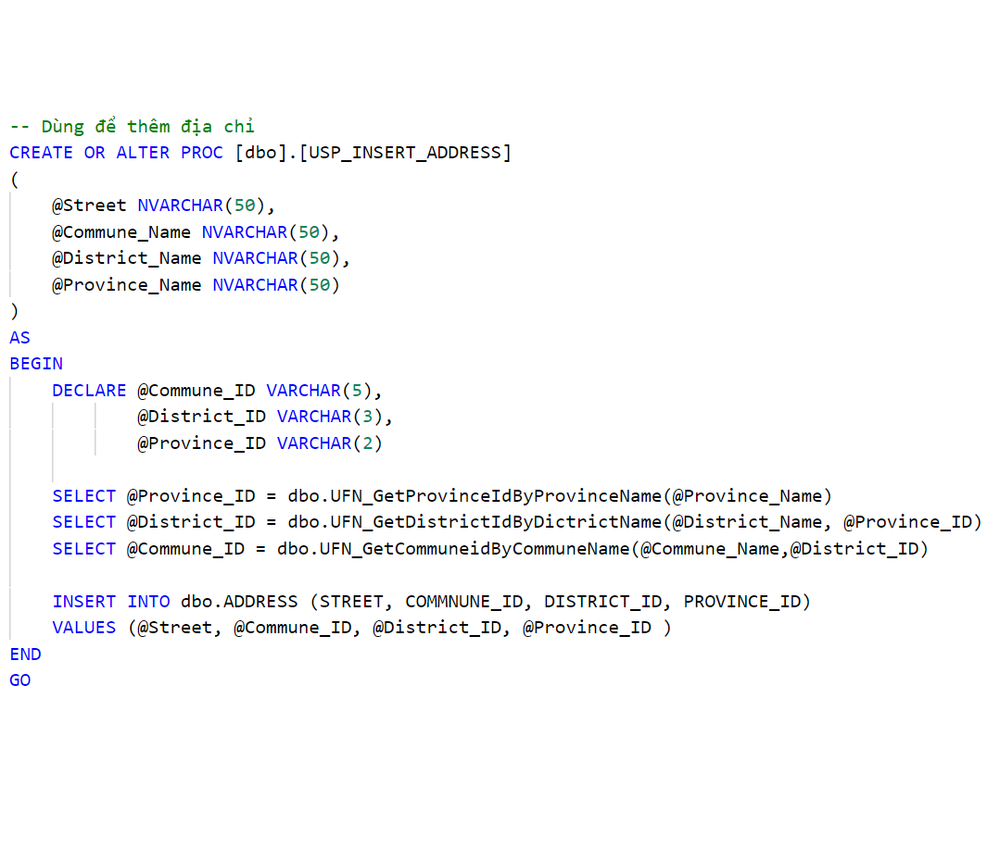 -- Dùng để thêm địa chỉ
CREATE OR ALTER PROC [dbo].[USP_INSERT_ADDRESS]
(
@Street NVARCHAR(50),
@Commune_Name NVARCHAR(50),
@District_Name NVARCHAR(50),
@Province_Name NVARCHAR(50)
)
AS
BEGIN
DECLARE @Commune_ID VARCHAR(5),
@District_ID VARCHAR(3),
@Province_ID VARCHAR(2)
SELECT @Province_ID = dbo.UFN_GetProvinceIdByProvinceName(@Province_Name)
SELECT @District_ID = dbo.UFN_GetDistrictIdByDictrictName(@District_Name, @Province_ID)
SELECT @Commune_ID = dbo.UFN_GetCommuneidByCommuneName(@Commune_Name,@District_ID)
INSERT INTO dbo.ADDRESS (STREET, COMMNUNE_ID, DISTRICT_ID, PROVINCE_ID)
VALUES (@Street, @Commune_ID, @District_ID, @Province_ID )
END
GO